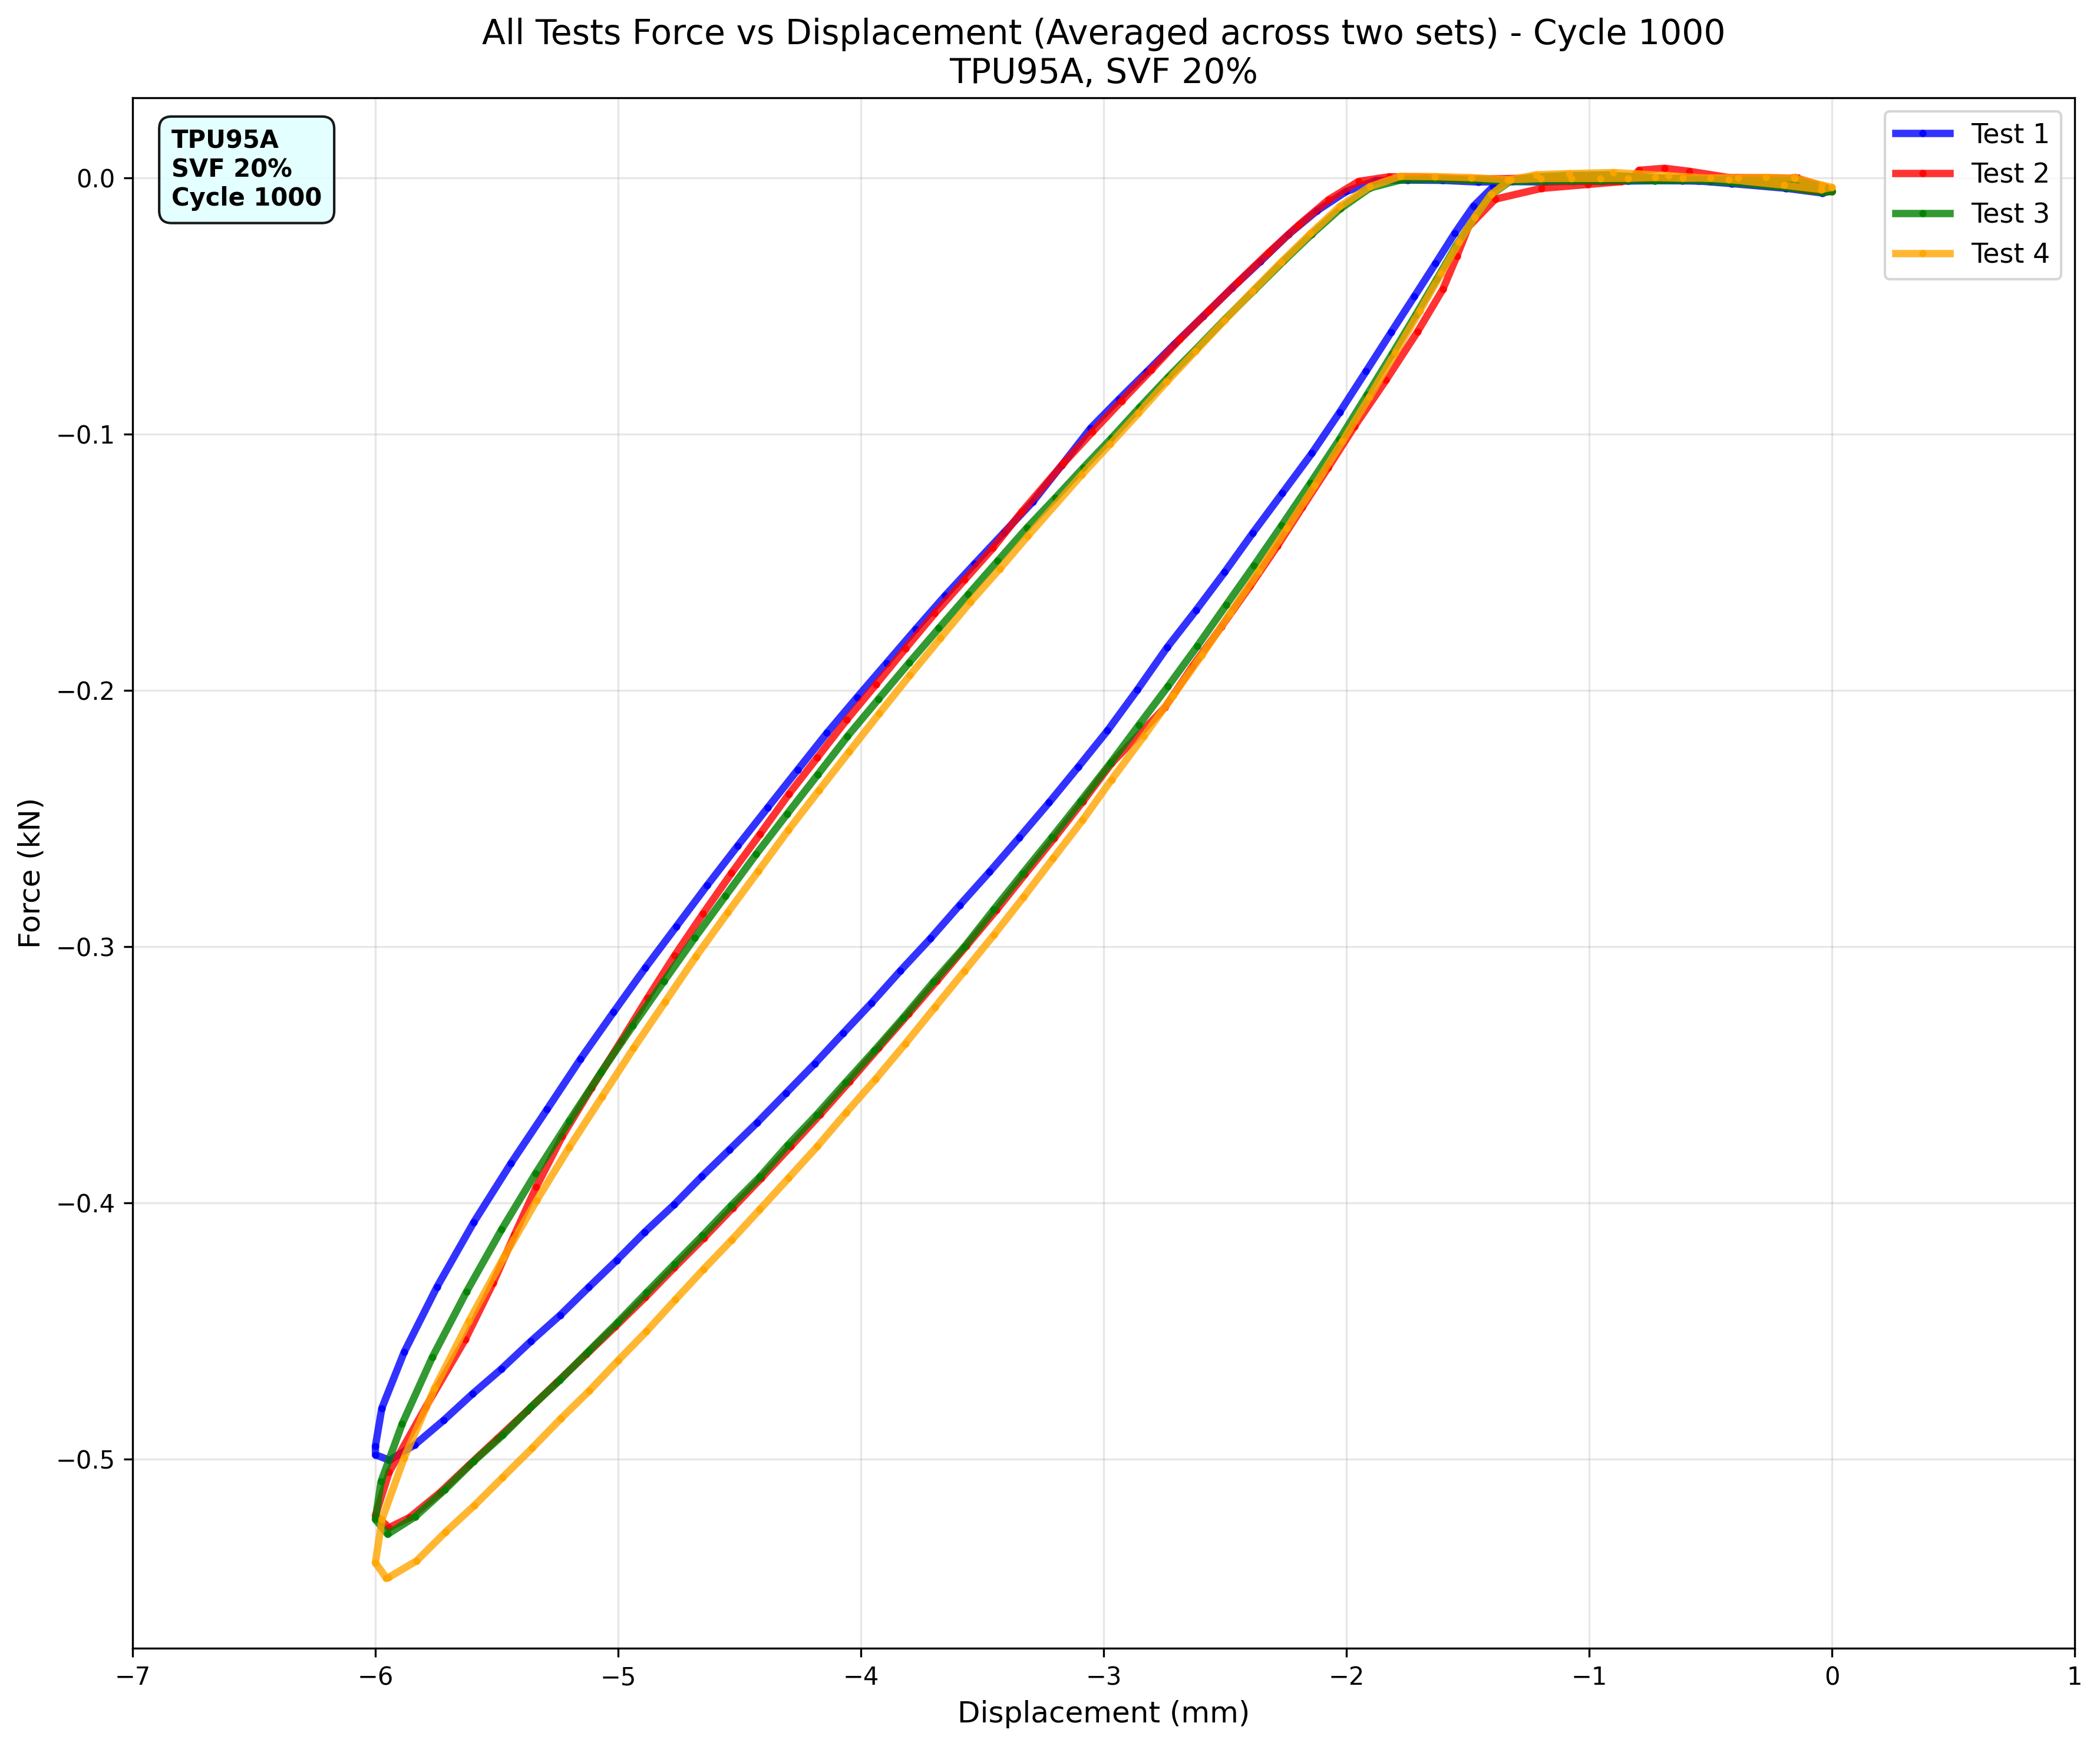 All Tests Force vs Displacement (Averaged across two sets) - Cycle 1000
TPU95A, SVF 20%
TPU95A
SVF 20%
Cycle 1000
Test 1
Test 2
Test 3
Test 4
Force (kN)
0.0
−0.1
−0.2
−0.3
−0.4
−0.5
−7
−6
−5
−4
−3
−2
−1
0
1
Displacement (mm)